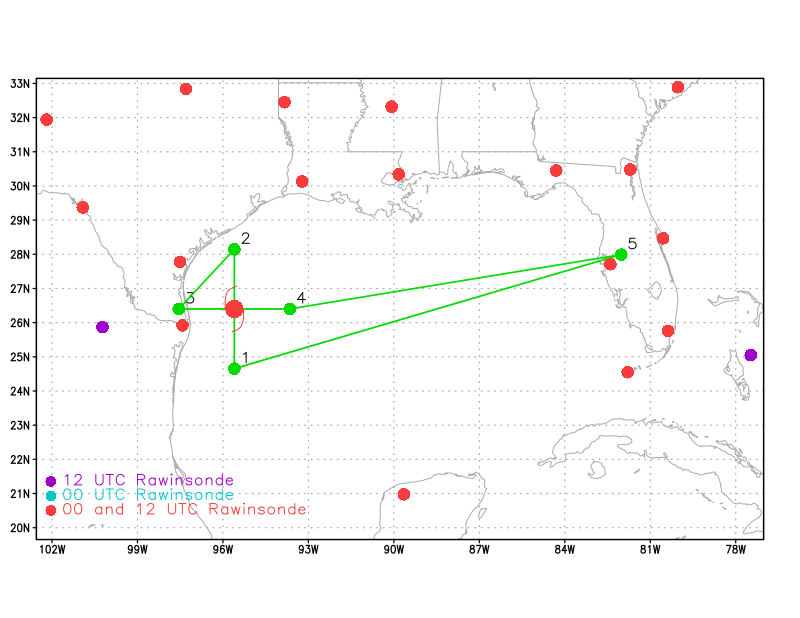 33N
32N
31N
30N
29N
28N
27N
26N
25N
24N
23N
22N
21N
20N
2
5
3
4
1
12 UTC Rawinsonde
00 UTC Rawinsonde
00 and 12 UTC Rawinsonde
102W 99W 96W 93W 90W 87W 84W 81W 78W